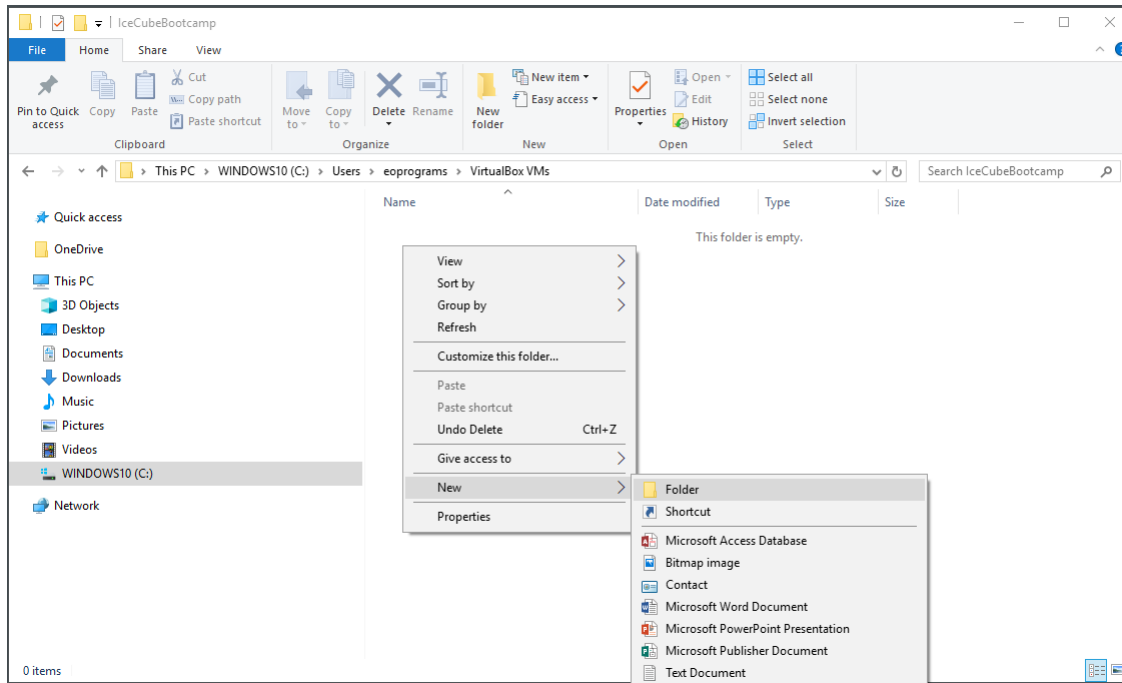 IceCubeBootcamp
File Home Share View
Pin to Quick access
Copy
Paste
Cut
Copy path
Paste shortcut
Clipboard
Move to
Copy to
Delete
Rename
Organize
New folder
New item
Easy access
New
Properties
Open
Edit
History
Open
Select all
Select none
Invert selection
Select
This PC > WINDOWS10 (C:) > Users > eoprograms > VirtualBox VMs
Search IceCubeBootcamp
Name Date modified Type Size
This folder is empty.
Quick access
OneDrive
This PC
3D Objects
Desktop
Documents
Downloads
Music
Pictures
Videos
WINDOWS10 (C:)
Network
View
Sort by
Group by
Refresh
Customize this folder...
Paste
Paste shortcut
Undo Delete Ctrl+Z
Give access to
New
Properties
Folder
Shortcut
Microsoft Access Database
Bitmap image
Contact
Microsoft Word Document
Microsoft PowerPoint Presentation
Microsoft Publisher Document
Text Document
0 items